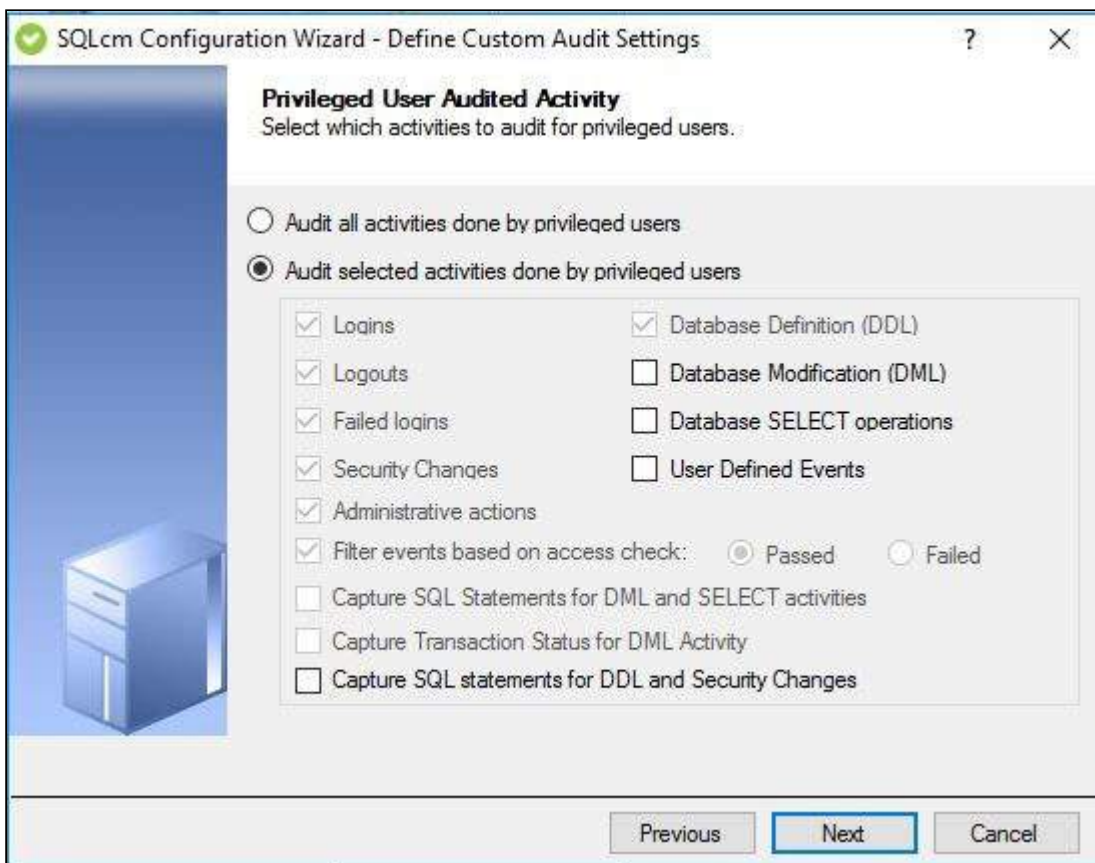 SQLcm Configuration Wizard - Define Custom Audit Settings
?
Privileged User Audited Activity
Select which activities to audit for privileged users.
Audit all activities done by privileged users
Audit selected activities done by privileged users
Logins
Database Definition (DDL)
Logouts
Database Modification (DML)
Failed logins
Database SELECT operations
Security Changes
User Defined Events
Administrative actions
Filter events based on access check:
Passed
Failed
Capture SQL Statements for DML and SELECT activities
Capture Transaction Status for DML Activity
Capture SQL statements for DDL and Security Changes
Previous
Next
Cancel